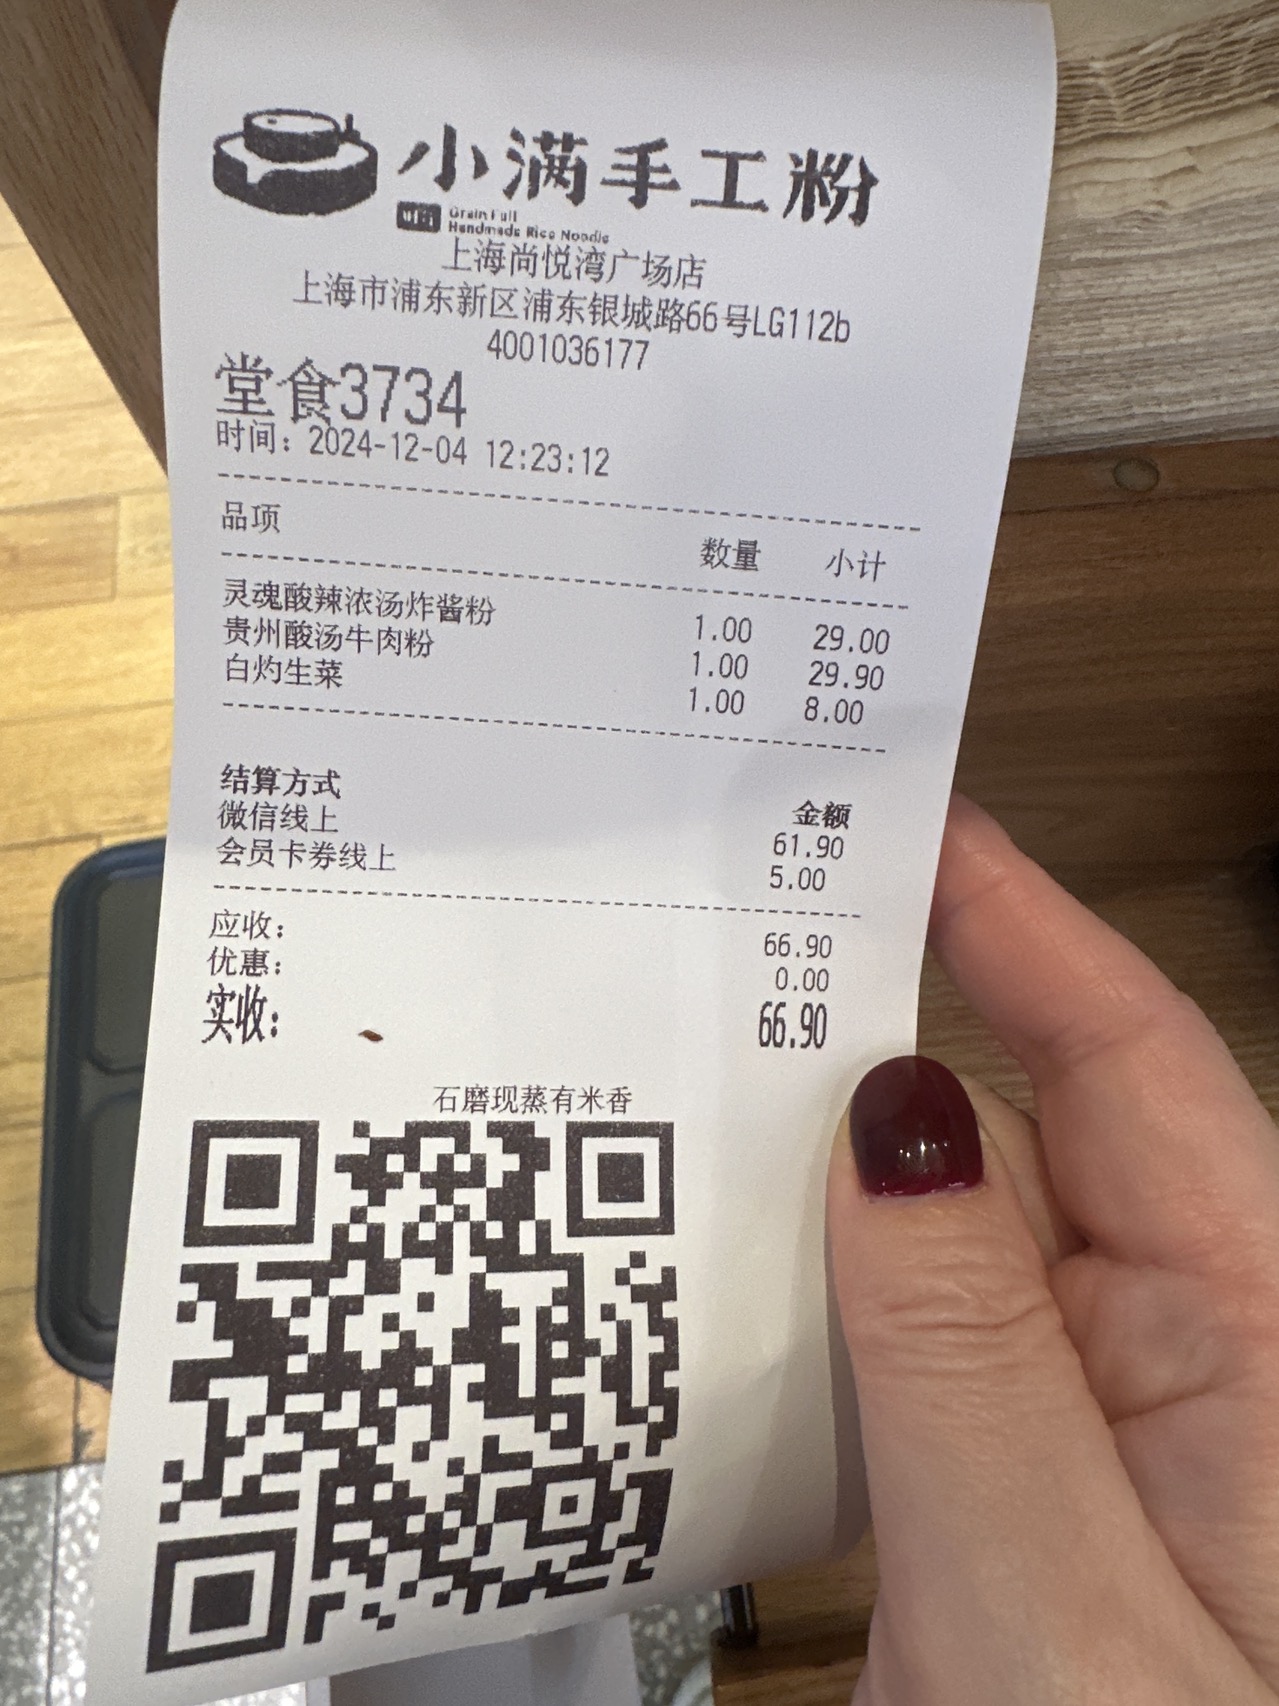 小满手工粉
Grain Full
Handmade Rice Noodle
上海尚悦湾广场店
上海市浦东新区浦东银城路66号LG112b
4001036177
堂食3734
时间：2024-12-04 12:23:12
品项 数量 小计
灵魂酸辣浓汤炸酱粉 1.00 29.00
贵州酸汤牛肉粉 1.00 29.90
白灼生菜 1.00 8.00
结算方式 金额
微信线上 61.90
会员卡券线上 5.00
应收： 66.90
优惠： 0.00
实收： 66.90
石磨现蒸有米香